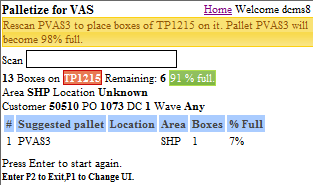 Palletize for VAS Home Welcome dcms8
Rescan PVAS3 to place boxes of TP1215 on it. Pallet PVAS3 will
become 98% full.
Scan
13 Boxes on TP1215 Remaining: 6 91 % full.
Area SHP Location Unknown
Customer 50510 PO 1073 DC 1 Wave Any
# Suggested pallet Location Area Boxes % Full
1 PVAS3 SHP 1 7%
Press Enter to start again.
Enter P2 to Exit,P1 to Change UI.